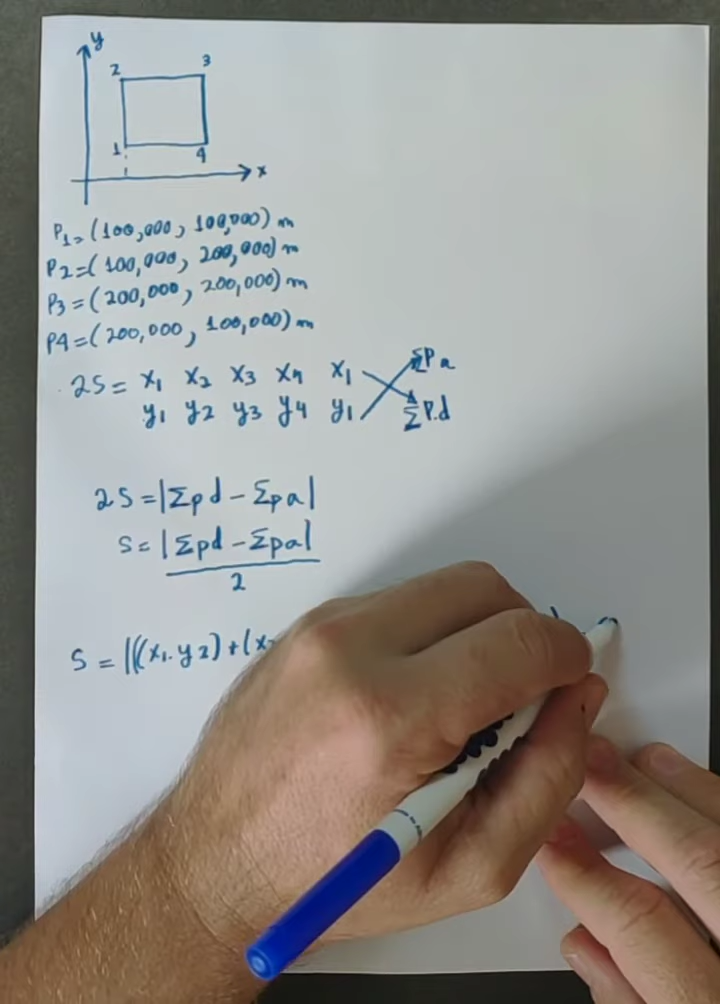 y
2 3
1 4
x
P1=(100,000, 100,000) m
P2=(100,000, 200,000) m
P3=(200,000, 200,000) m
P4=(200,000, 100,000) m
2S= x1 x2 x3 x4 x1 Σpa
y1 y2 y3 y4 y1 Σp.d
2S=|Σpd-Σpa|
S=|Σpd-Σpa|
2
S=|((x1.y2)+(x